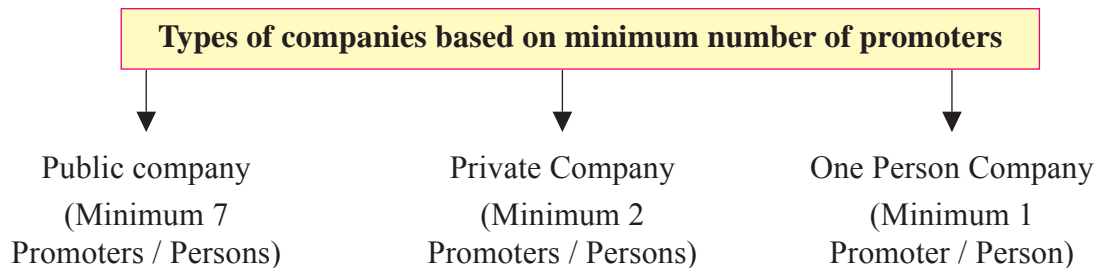 Types of companies based on minimum number of promoters
Public company
(Minimum 7
Promoters / Persons)
Private Company
(Minimum 2
Promoters / Persons)
One Person Company
(Minimum 1
Promoter / Person)